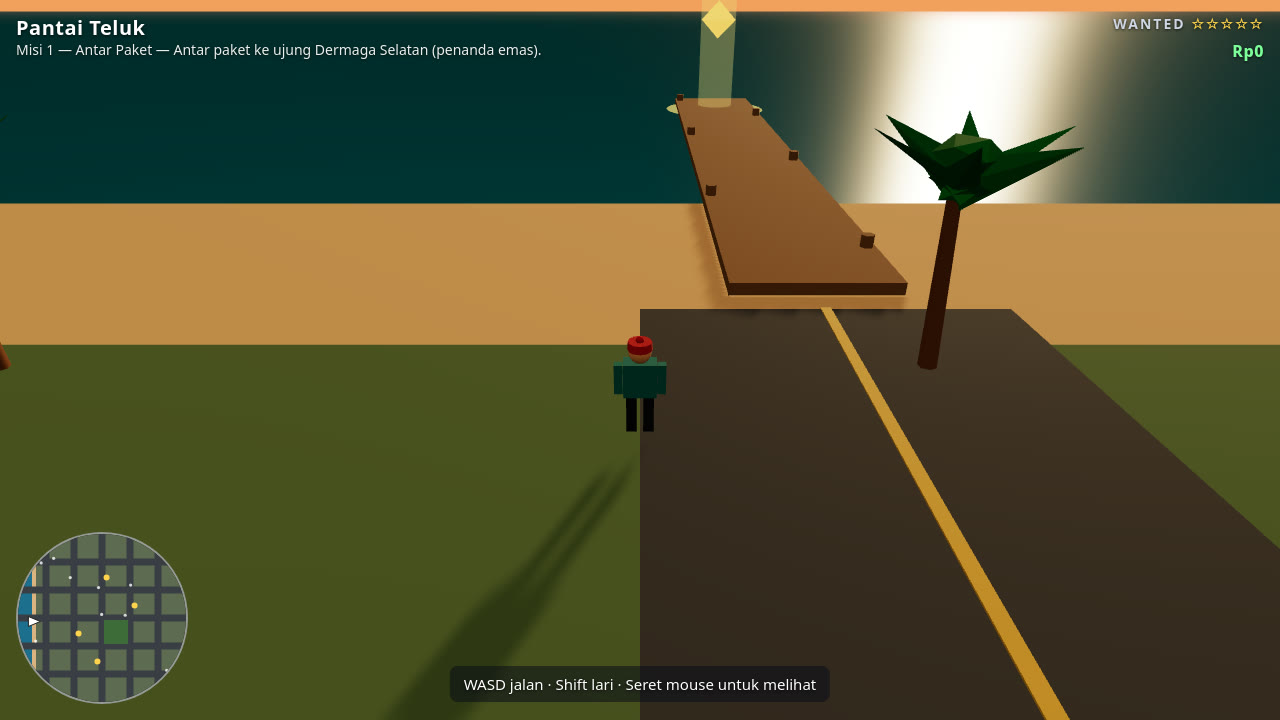 Pantai Teluk
Misi 1 — Antar Paket — Antar paket ke ujung Dermaga Selatan (penanda emas).
WANTED ☆☆☆☆☆
Rp0
WASD jalan · Shift lari · Seret mouse untuk melihat